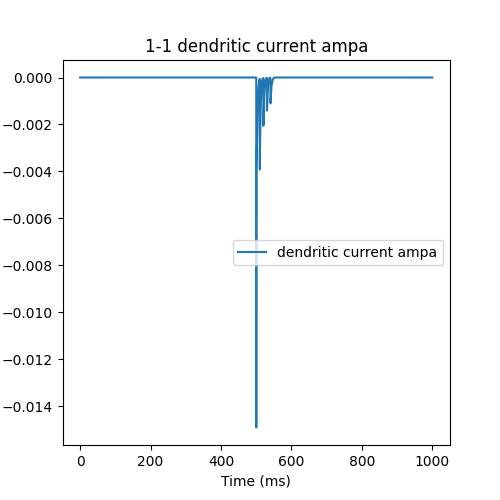 1-1 dendritic current ampa
0.000
−0.002
−0.004
−0.006
−0.008
−0.010
−0.012
−0.014
dendritic current ampa
0 200 400 600 800 1000
Time (ms)